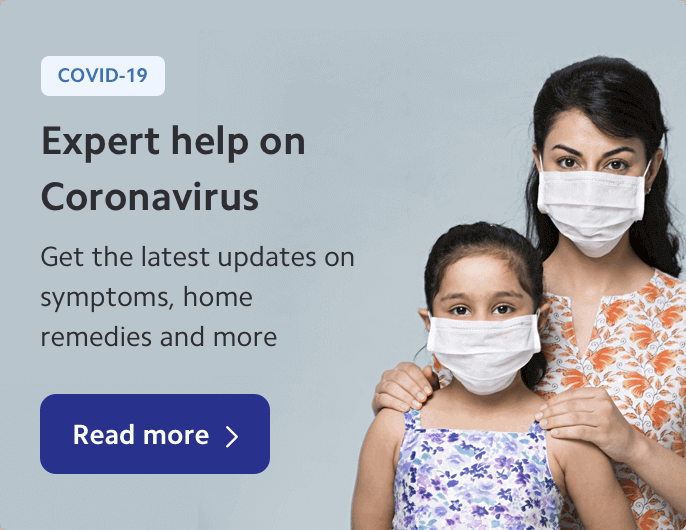 COVID-19
Expert help on
Coronavirus
Get the latest updates on
symptoms, home
remedies and more
Read more